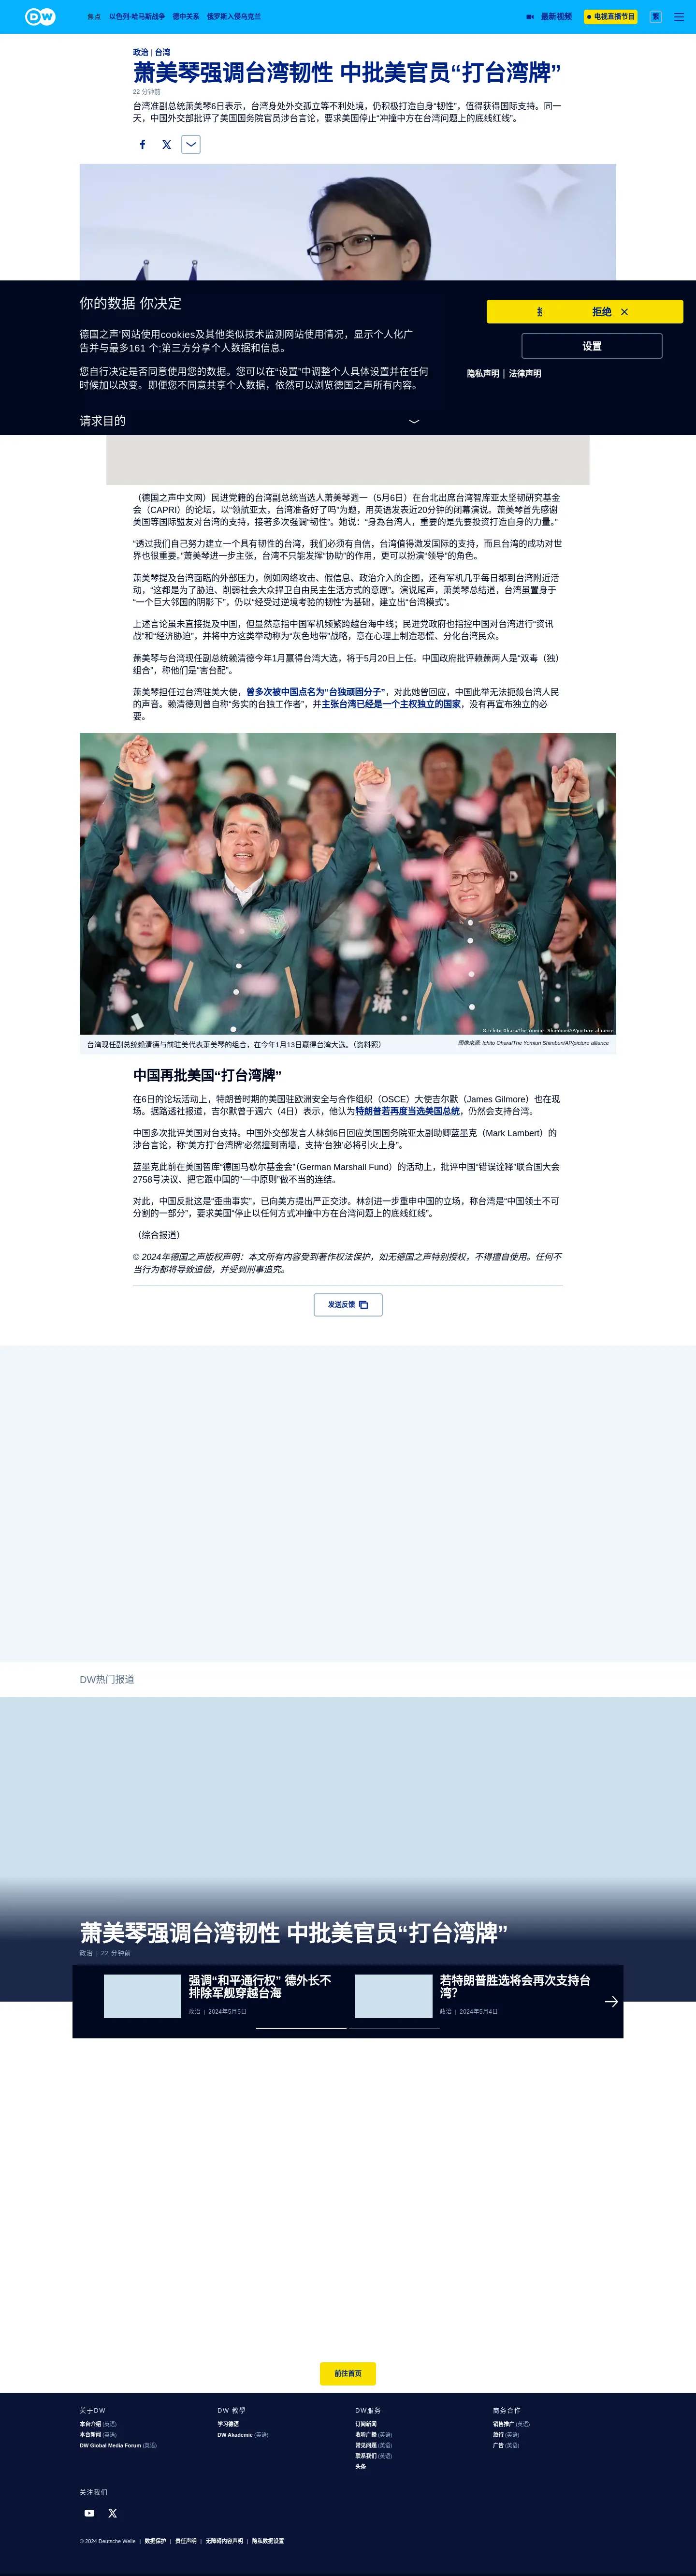 DW
焦点 以色列-哈马斯战争 德中关系 俄罗斯入侵乌克兰 最新视频 电视直播节目 繁
政治 | 台湾
萧美琴强调台湾韧性 中批美官员“打台湾牌”
22 分钟前
台湾准副总统萧美琴6日表示，台湾身处外交孤立等不利处境，仍积极打造自身“韧性”，值得获得国际支持。同一
天，中国外交部批评了美国国务院官员涉台言论，要求美国停止“冲撞中方在台湾问题上的底线红线”。
你的数据 你决定
拒绝
德国之声'网站使用cookies及其他类似技术监测网站使用情况，显示个人化广
告并与最多161 个;第三方分享个人数据和信息。
设置
您自行决定是否同意使用您的数据。您可以在“设置”中调整个人具体设置并在任何
时候加以改变。即便您不同意共享个人数据，依然可以浏览德国之声所有内容。
隐私声明 | 法律声明
请求目的
（德国之声中文网）民进党籍的台湾副总统当选人萧美琴週一（5月6日）在台北出席台湾智库亚太坚韧研究基金
会（CAPRI）的论坛，以“领航亚太，台湾准备好了吗”为题，用英语发表近20分钟的闭幕演说。萧美琴首先感谢
美国等国际盟友对台湾的支持，接著多次强调“韧性”。她说：“身為台湾人，重要的是先要投资打造自身的力量。”
“透过我们自己努力建立一个具有韧性的台湾，我们必须有自信，台湾值得激发国际的支持，而且台湾的成功对世
界也很重要。”萧美琴进一步主张，台湾不只能发挥“协助”的作用，更可以扮演“领导”的角色。
萧美琴提及台湾面臨的外部压力，例如网络攻击、假信息、政治介入的企图，还有军机几乎每日都到台湾附近活
动，“这都是为了胁迫、削弱社会大众捍卫自由民主生活方式的意愿”。演说尾声，萧美琴总结道，台湾虽置身于
“一个巨大邻国的阴影下”，仍以“经受过逆境考验的韧性”为基础，建立出“台湾模式”。
上述言论虽未直接提及中国，但显然意指中国军机频繁跨越台海中线；民进党政府也指控中国对台湾进行“资讯
战”和“经济胁迫”，并将中方这类举动称为“灰色地带”战略，意在心理上制造恐慌、分化台湾民众。
萧美琴与台湾现任副总统赖清德今年1月赢得台湾大选，将于5月20日上任。中国政府批评赖萧两人是“双毒（独）
组合”，称他们是“害台配”。
萧美琴担任过台湾驻美大使，曾多次被中国点名为“台独顽固分子”，对此她曾回应，中国此举无法扼殺台湾人民
的声音。赖清德则曾自称“务实的台独工作者”，并主张台湾已经是一个主权独立的国家，没有再宣布独立的必
要。
© Ichito Ohara/The Yomiuri Shimbun/AP/picture alliance
台湾现任副总统赖清德与前驻美代表萧美琴的组合，在今年1月13日赢得台湾大选。（资料照）
图像来源: Ichito Ohara/The Yomiuri Shimbun/AP/picture alliance
中国再批美国“打台湾牌”
在6日的论坛活动上，特朗普时期的美国驻欧洲安全与合作组织（OSCE）大使吉尔默（James Gilmore）也在现
场。据路透社报道，吉尔默曾于週六（4日）表示，他认为特朗普若再度当选美国总统，仍然会支持台湾。
中国多次批评美国对台支持。中国外交部发言人林剑6日回应美国国务院亚太副助卿蓝墨克（Mark Lambert）的
涉台言论，称“美方打‘台湾牌’必然撞到南墙，支持‘台独’必将引火上身”。
蓝墨克此前在美国智库“德国马歇尔基金会”（German Marshall Fund）的活动上，批评中国“错误诠释”联合国大会
2758号决议、把它跟中国的“一中原则”做不当的连结。
对此，中国反批这是“歪曲事实”，已向美方提出严正交涉。林剑进一步重申中国的立场，称台湾是“中国领土不可
分割的一部分”，要求美国“停止以任何方式冲撞中方在台湾问题上的底线红线”。
（综合报道）
© 2024年德国之声版权声明：本文所有内容受到著作权法保护，如无德国之声特别授权，不得擅自使用。任何不
当行为都将导致追偿，并受到刑事追究。
发送反馈
DW热门报道
萧美琴强调台湾韧性 中批美官员“打台湾牌”
政治 | 22 分钟前
强调“和平通行权” 德外长不
排除军舰穿越台海
政治 | 2024年5月5日
若特朗普胜选将会再次支持台
湾？
政治 | 2024年5月4日
前往首页
关于DW
本台介绍 (英语)
本台新闻 (英语)
DW Global Media Forum (英语)
DW 教學
学习德语
DW Akademie (英语)
DW服务
订阅新闻
收听广播 (英语)
常见问题 (英语)
联系我们 (英语)
头条
商务合作
销售推广 (英语)
旅行 (英语)
广告 (英语)
关注我们
© 2024 Deutsche Welle | 数据保护 | 责任声明 | 无障碍内容声明 | 隐私数据设置